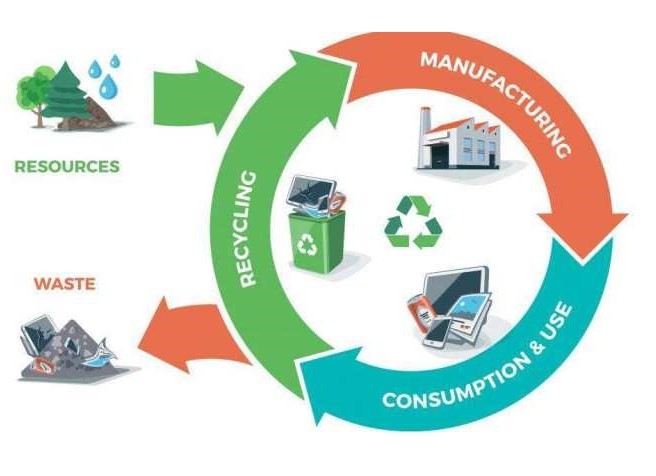 MANUFACTURING
RESOURCES
RECYCLING
WASTE
CONSUMPTION & USE